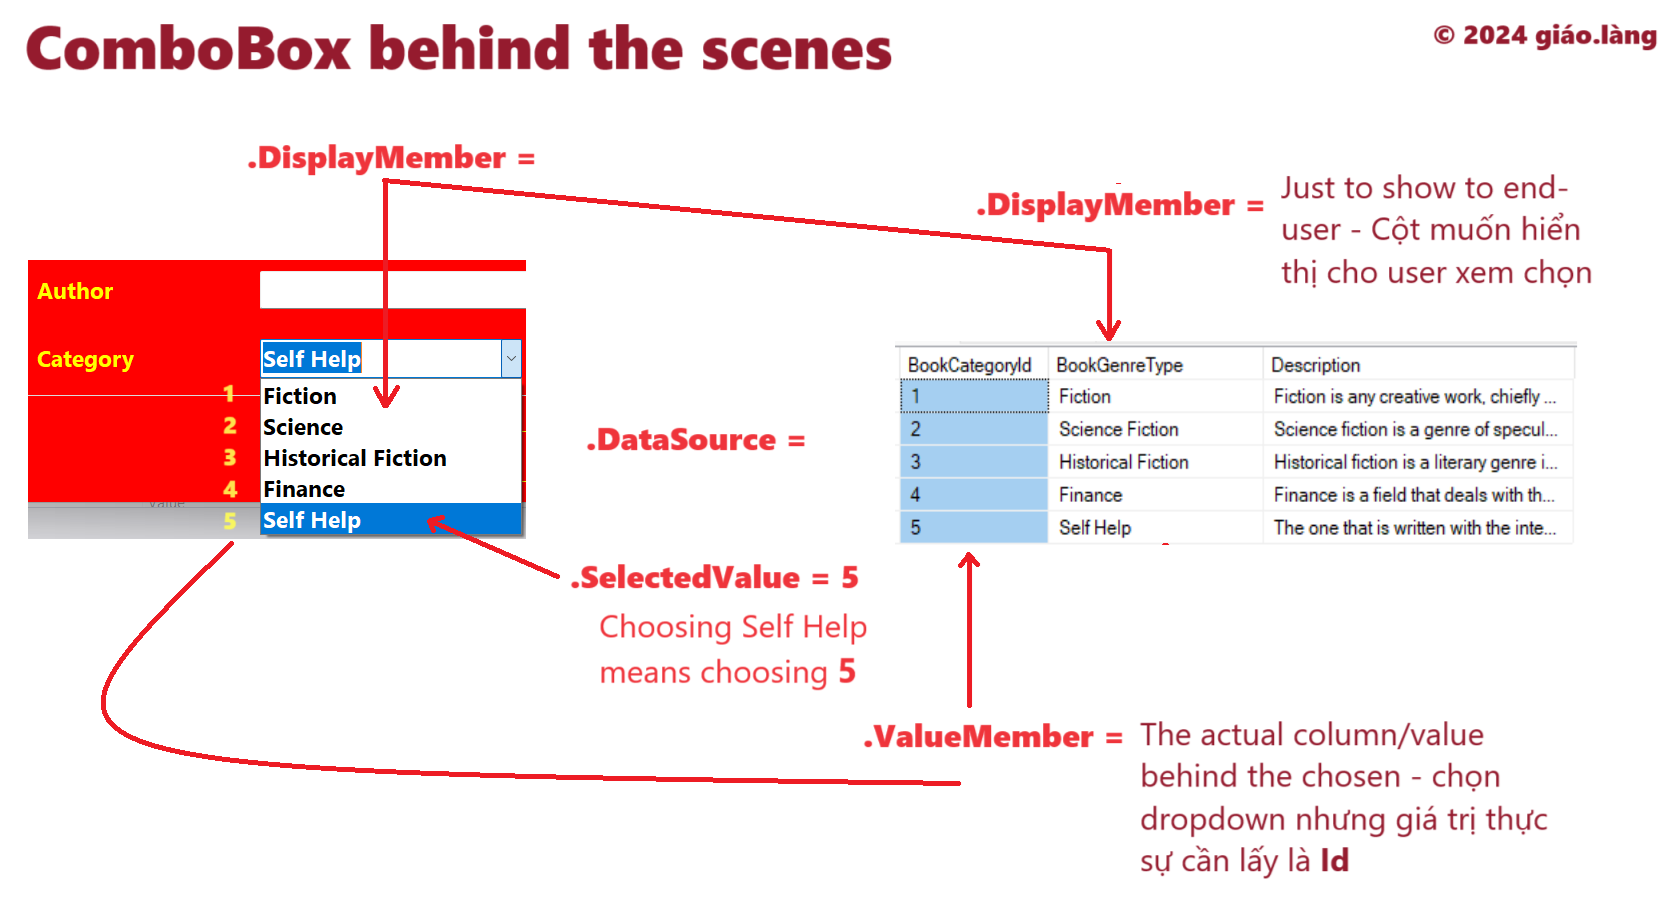 ComboBox behind the scenes
© 2024 giáo.làng
.DisplayMember =
.DisplayMember =
Just to show to end-
user - Cột muốn hiển
thị cho user xem chọn
Author
Category
Self Help
1 Fiction
2 Science
3 Historical Fiction
4 Finance
5 Self Help
Value
.DataSource =
BookCategoryId BookGenreType Description
1 Fiction Fiction is any creative work, chiefly ...
2 Science Fiction Science fiction is a genre of specul...
3 Historical Fiction Historical fiction is a literary genre i...
4 Finance Finance is a field that deals with th...
5 Self Help The one that is written with the inte...
.SelectedValue = 5
Choosing Self Help
means choosing 5
.ValueMember =
The actual column/value
behind the chosen - chọn
dropdown nhưng giá trị thực
sự cần lấy là Id